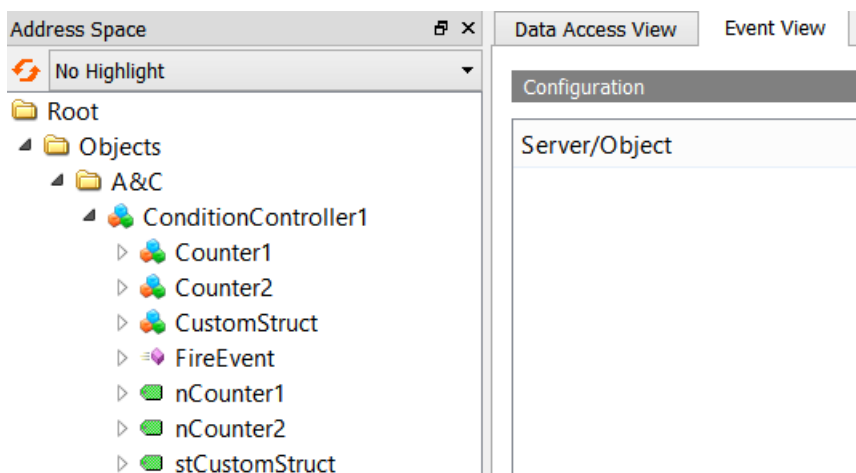 Address Space
No Highlight
Root
Objects
A&C
ConditionController1
Counter1
Counter2
CustomStruct
FireEvent
nCounter1
nCounter2
stCustomStruct
Data Access View
Event View
Configuration
Server/Object